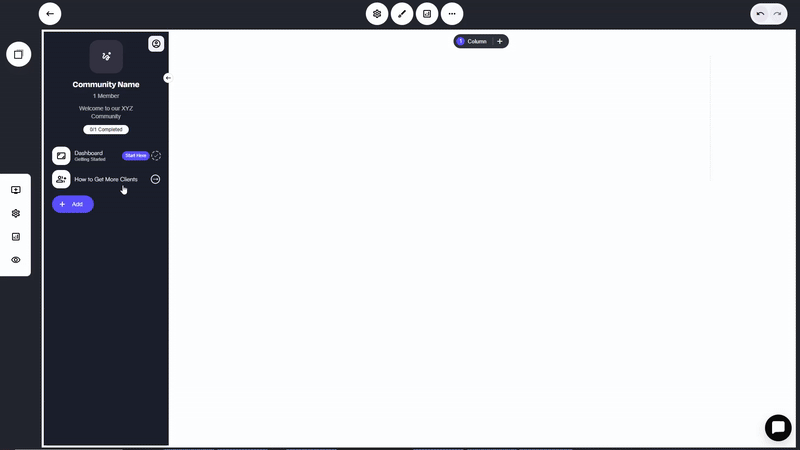 1 Column
Community Name
1 Member
Welcome to our XYZ
Community
0/1 Completed
Dashboard
Getting Started
Start Here
How to Get More Clients
Add